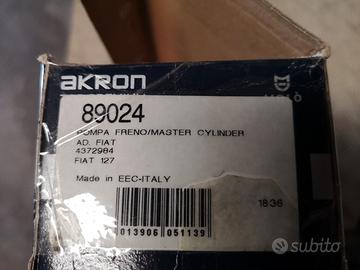 AKRON
89024
POMPA FRENO/MASTER CYLINDER
AD. FIAT
4372984
FIAT 127
Made in EEC-ITALY
1836
013906 051139
subito